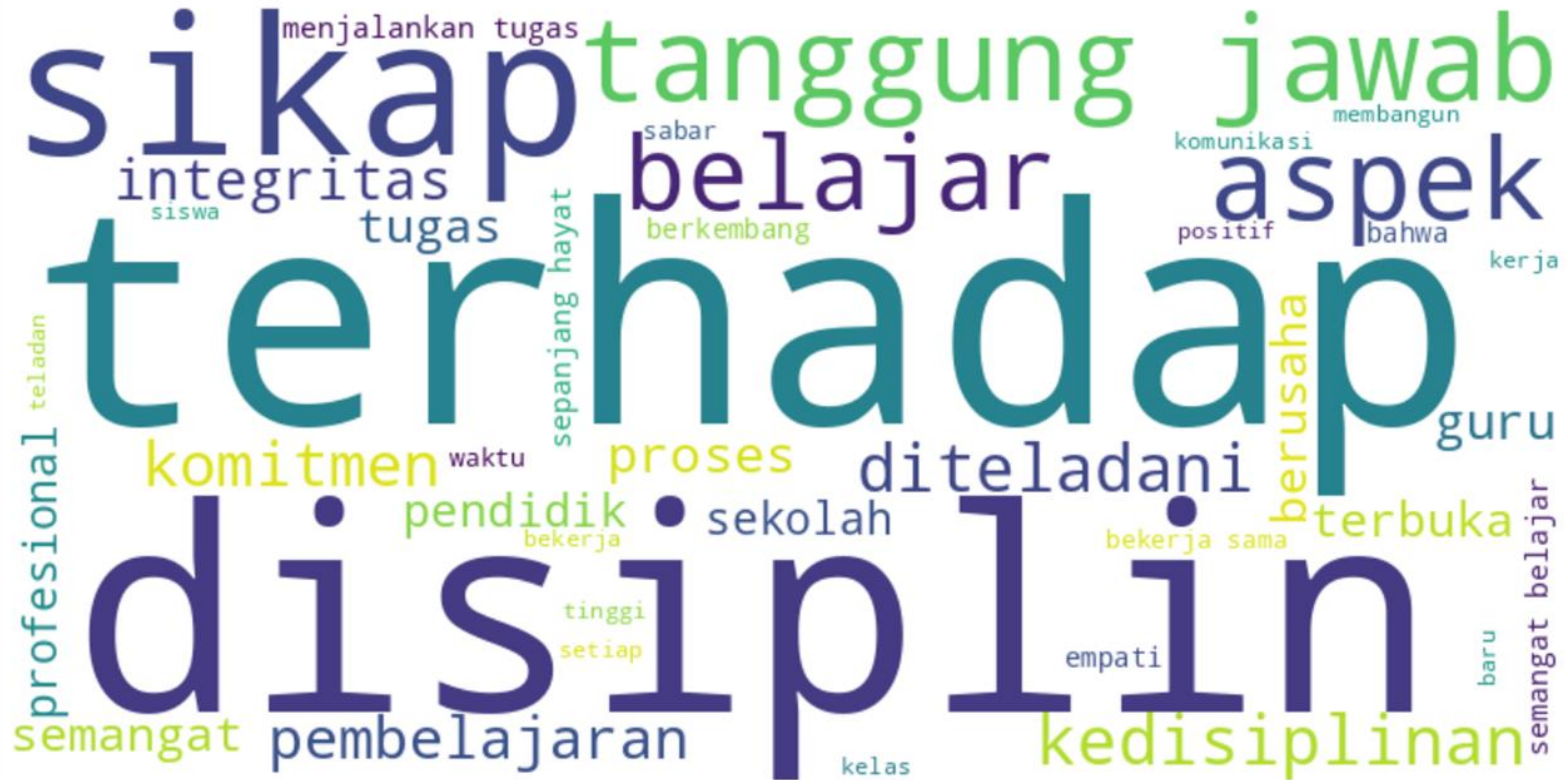 menjalankan tugas
sikap
tanggung jawab
membangun
sabar
komunikasi
belajar
aspek
integritas
siswa
tugas
berkembang
positif
bahwa
kerja
terhadap
sepanjang hayat
berusaha
teladan
guru
komitmen
waktu
proses
diteladani
profesional
pendidik
sekolah
terbuka
bekerja
bekerja sama
disiplin
semangat belajar
tinggi
setiap
empati
baru
semangat
pembelajaran
kedisiplinan
kelas